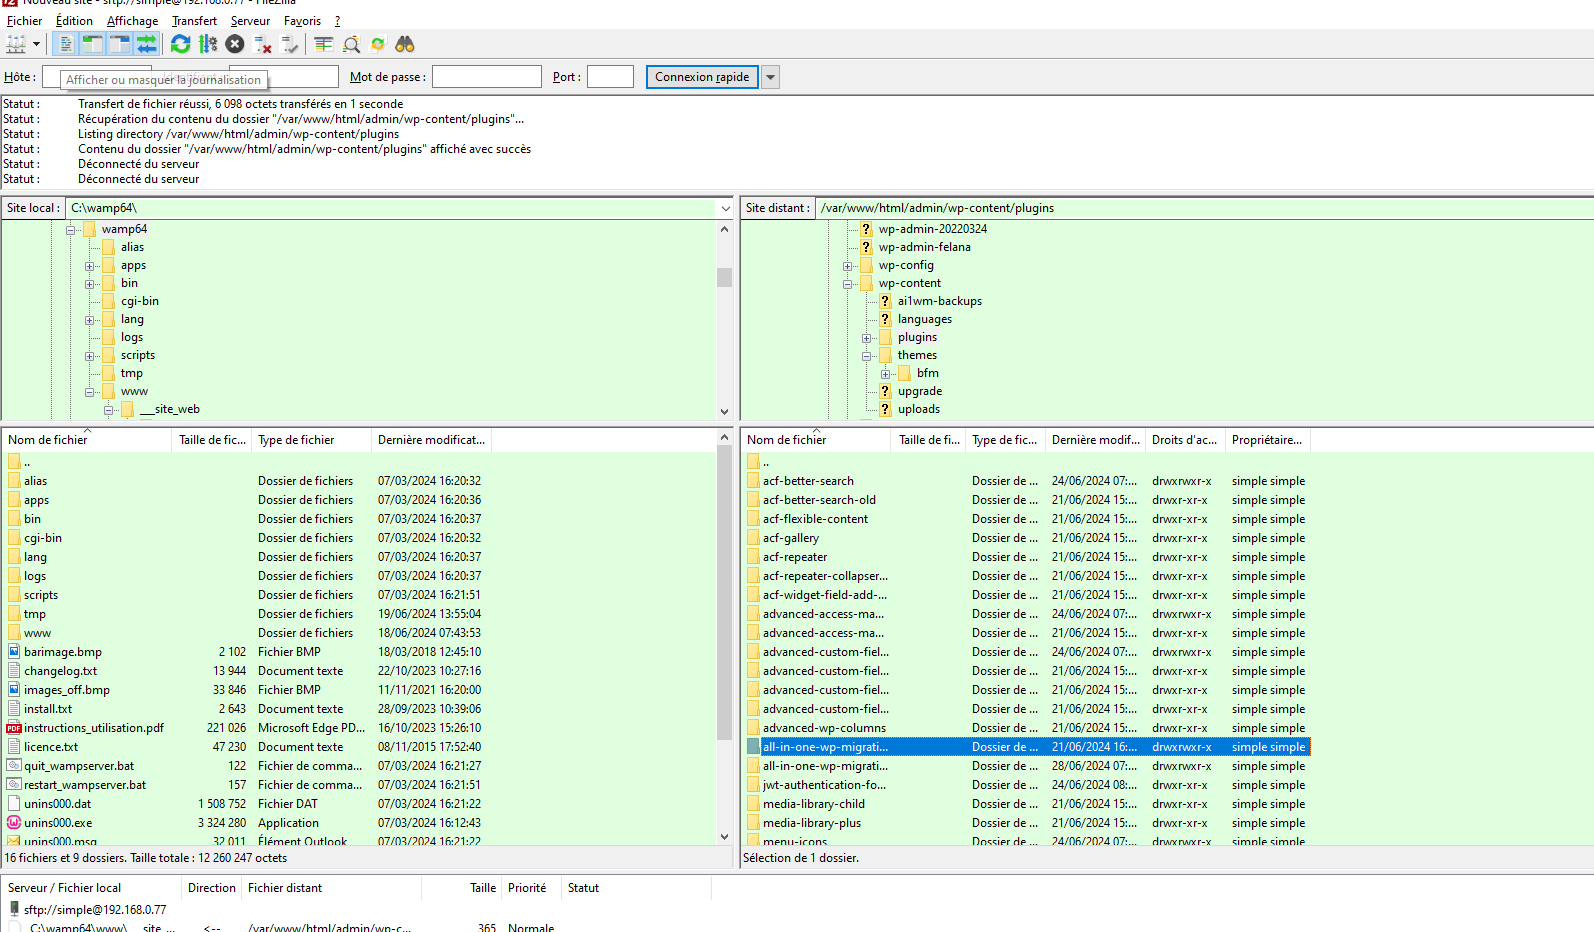 Nouveau site - sftp://simple@192.168.0.77 - FileZilla
Fichier Édition Affichage Transfert Serveur Favoris ?
Hôte : Mot de passe : Port : Connexion rapide
Afficher ou masquer la journalisation
Statut : Transfert de fichier réussi, 6 098 octets transférés en 1 seconde
Statut : Récupération du contenu du dossier "/var/www/html/admin/wp-content/plugins"...
Statut : Listing directory /var/www/html/admin/wp-content/plugins
Statut : Contenu du dossier "/var/www/html/admin/wp-content/plugins" affiché avec succès
Statut : Déconnecté du serveur
Statut : Déconnecté du serveur
Site local : C:\wamp64\
wamp64
alias
apps
bin
cgi-bin
lang
logs
scripts
tmp
www
___site_web
Nom de fichier Taille de fic... Type de fichier Dernière modificat...
..
alias Dossier de fichiers 07/03/2024 16:20:32
apps Dossier de fichiers 07/03/2024 16:20:36
bin Dossier de fichiers 07/03/2024 16:20:37
cgi-bin Dossier de fichiers 07/03/2024 16:20:32
lang Dossier de fichiers 07/03/2024 16:20:37
logs Dossier de fichiers 07/03/2024 16:20:37
scripts Dossier de fichiers 07/03/2024 16:21:51
tmp Dossier de fichiers 19/06/2024 13:55:04
www Dossier de fichiers 18/06/2024 07:43:53
barimage.bmp 2 102 Fichier BMP 18/03/2018 12:45:10
changelog.txt 13 944 Document texte 22/10/2023 10:27:16
images_off.bmp 33 846 Fichier BMP 11/11/2021 16:20:00
install.txt 2 643 Document texte 28/09/2023 10:39:06
instructions_utilisation.pdf 221 026 Microsoft Edge PD... 16/10/2023 15:26:10
licence.txt 47 230 Document texte 08/11/2015 17:52:40
quit_wampserver.bat 122 Fichier de comma... 07/03/2024 16:21:27
restart_wampserver.bat 157 Fichier de comma... 07/03/2024 16:21:51
unins000.dat 1 508 752 Fichier DAT 07/03/2024 16:21:22
unins000.exe 3 324 280 Application 07/03/2024 16:12:43
unins000.msg 32 011 Élément Outlook 07/03/2024 16:21:22
16 fichiers et 9 dossiers. Taille totale : 12 260 247 octets
Site distant : /var/www/html/admin/wp-content/plugins
wp-admin-20220324
wp-admin-felana
wp-config
wp-content
ai1wm-backups
languages
plugins
themes
bfm
upgrade
uploads
Nom de fichier Taille de fi... Type de fic... Dernière modif... Droits d'ac... Propriétaire...
..
acf-better-search Dossier de ... 24/06/2024 07:... drwxrwxr-x simple simple
acf-better-search-old Dossier de ... 21/06/2024 15:... drwxr-xr-x simple simple
acf-flexible-content Dossier de ... 21/06/2024 15:... drwxr-xr-x simple simple
acf-gallery Dossier de ... 21/06/2024 15:... drwxr-xr-x simple simple
acf-repeater Dossier de ... 21/06/2024 15:... drwxr-xr-x simple simple
acf-repeater-collapser... Dossier de ... 21/06/2024 15:... drwxr-xr-x simple simple
acf-widget-field-add-... Dossier de ... 21/06/2024 15:... drwxr-xr-x simple simple
advanced-access-ma... Dossier de ... 24/06/2024 07:... drwxrwxr-x simple simple
advanced-access-ma... Dossier de ... 21/06/2024 15:... drwxr-xr-x simple simple
advanced-custom-fiel... Dossier de ... 24/06/2024 07:... drwxrwxr-x simple simple
advanced-custom-fiel... Dossier de ... 21/06/2024 15:... drwxr-xr-x simple simple
advanced-custom-fiel... Dossier de ... 21/06/2024 15:... drwxr-xr-x simple simple
advanced-custom-fiel... Dossier de ... 21/06/2024 15:... drwxr-xr-x simple simple
advanced-wp-columns Dossier de ... 21/06/2024 15:... drwxr-xr-x simple simple
all-in-one-wp-migrati... Dossier de ... 21/06/2024 16:... drwxrwxr-x simple simple
all-in-one-wp-migrati... Dossier de ... 28/06/2024 07:... drwxrwxr-x simple simple
jwt-authentication-fo... Dossier de ... 24/06/2024 08:... drwxrwxr-x simple simple
media-library-child Dossier de ... 21/06/2024 15:... drwxr-xr-x simple simple
media-library-plus Dossier de ... 21/06/2024 15:... drwxr-xr-x simple simple
menu-icons Dossier de ... 24/06/2024 07:... drwxrwxr-x simple simple
Sélection de 1 dossier.
Serveur / Fichier local Direction Fichier distant Taille Priorité Statut
sftp://simple@192.168.0.77
C:\wamp64\www\___site_... <-- /var/www/html/admin/wp-c... 365 Normale